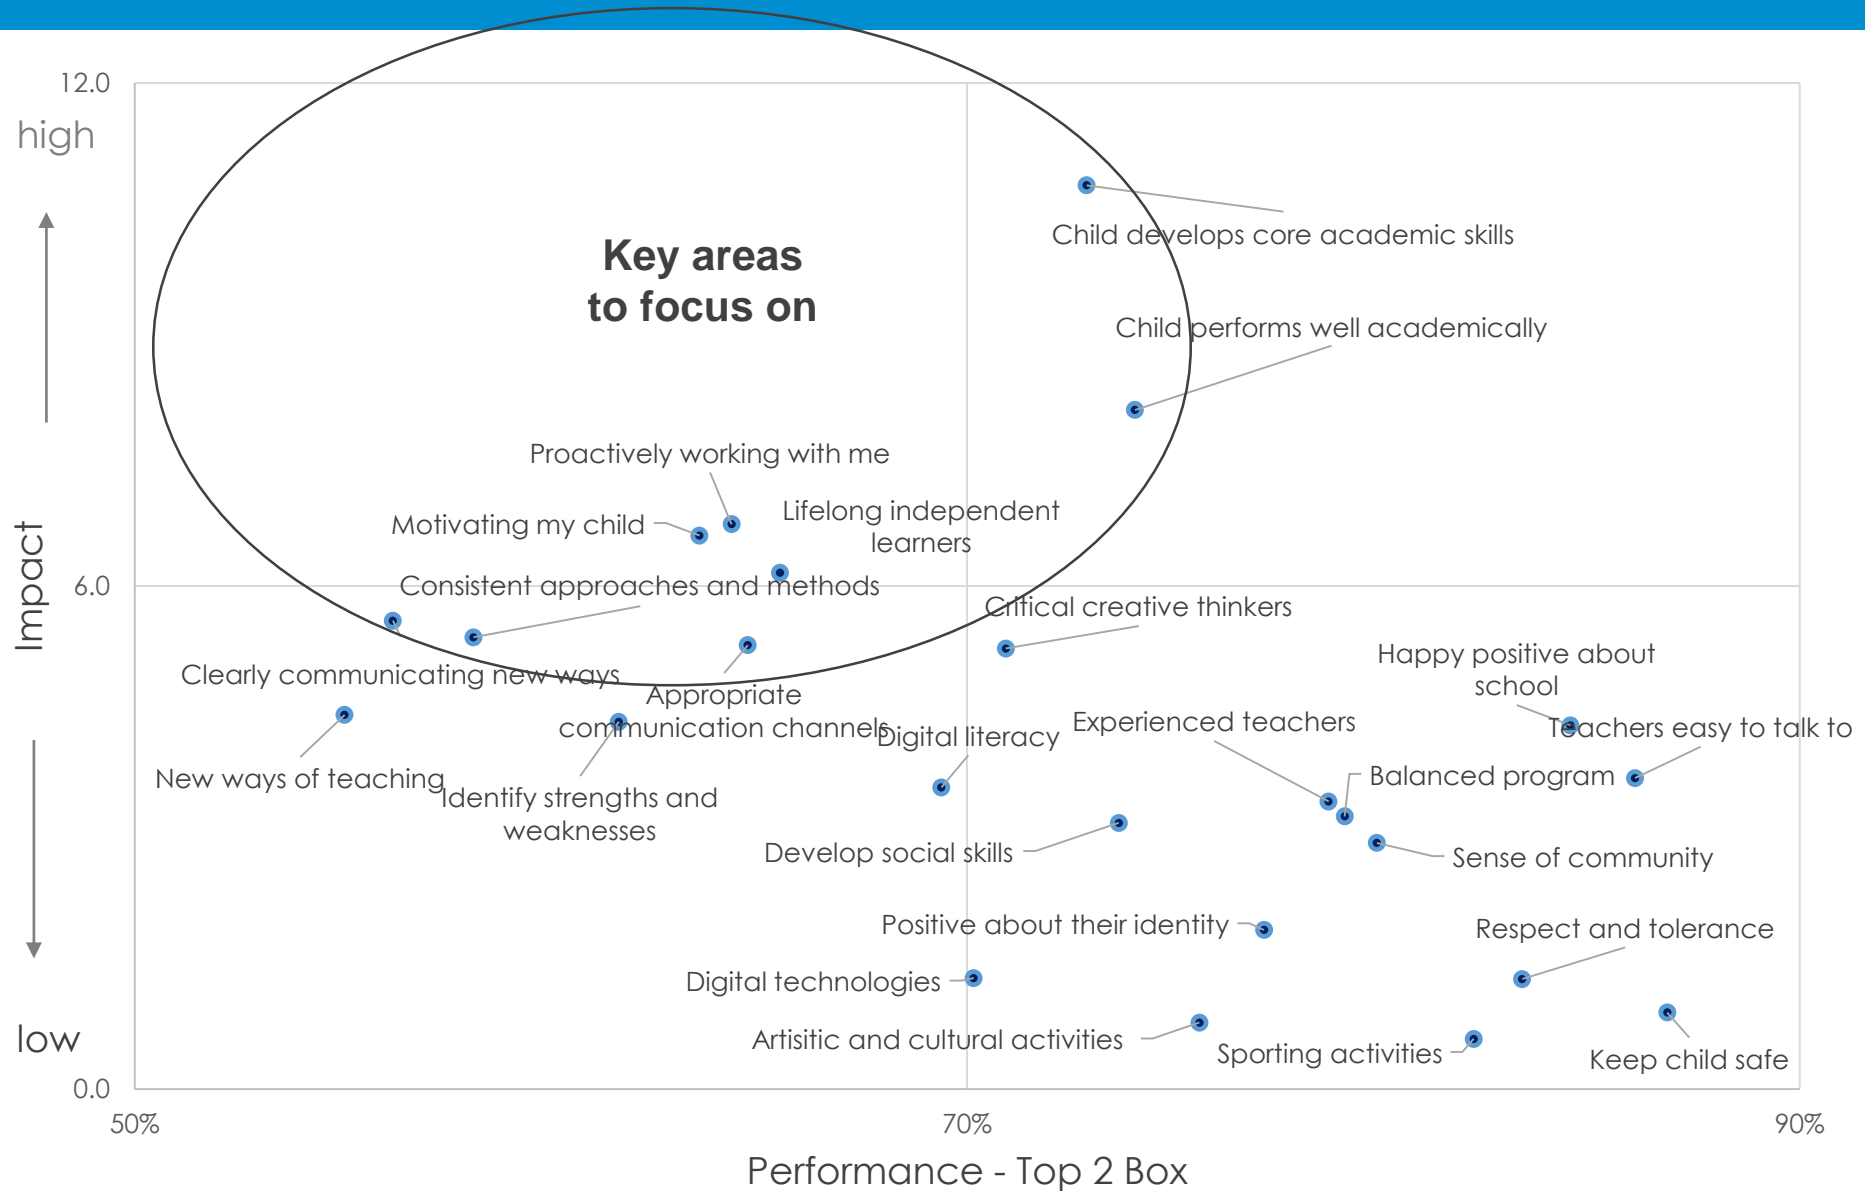 12.0
high
Child develops core academic skills
Key areas
to focus on
Child performs well academically
Proactively working with me
Motivating my child
Lifelong independent
learners
Impact
6.0
Consistent approaches and methods
Critical creative thinkers
Happy positive about
school
Clearly communicating new ways
Appropriate
communication channels
Digital literacy
Experienced teachers
Teachers easy to talk to
New ways of teaching
Identify strengths and
weaknesses
Balanced program
Develop social skills
Sense of community
Positive about their identity
Respect and tolerance
Digital technologies
low
Artisitic and cultural activities
Sporting activities
Keep child safe
0.0
50%
70%
90%
Performance - Top 2 Box